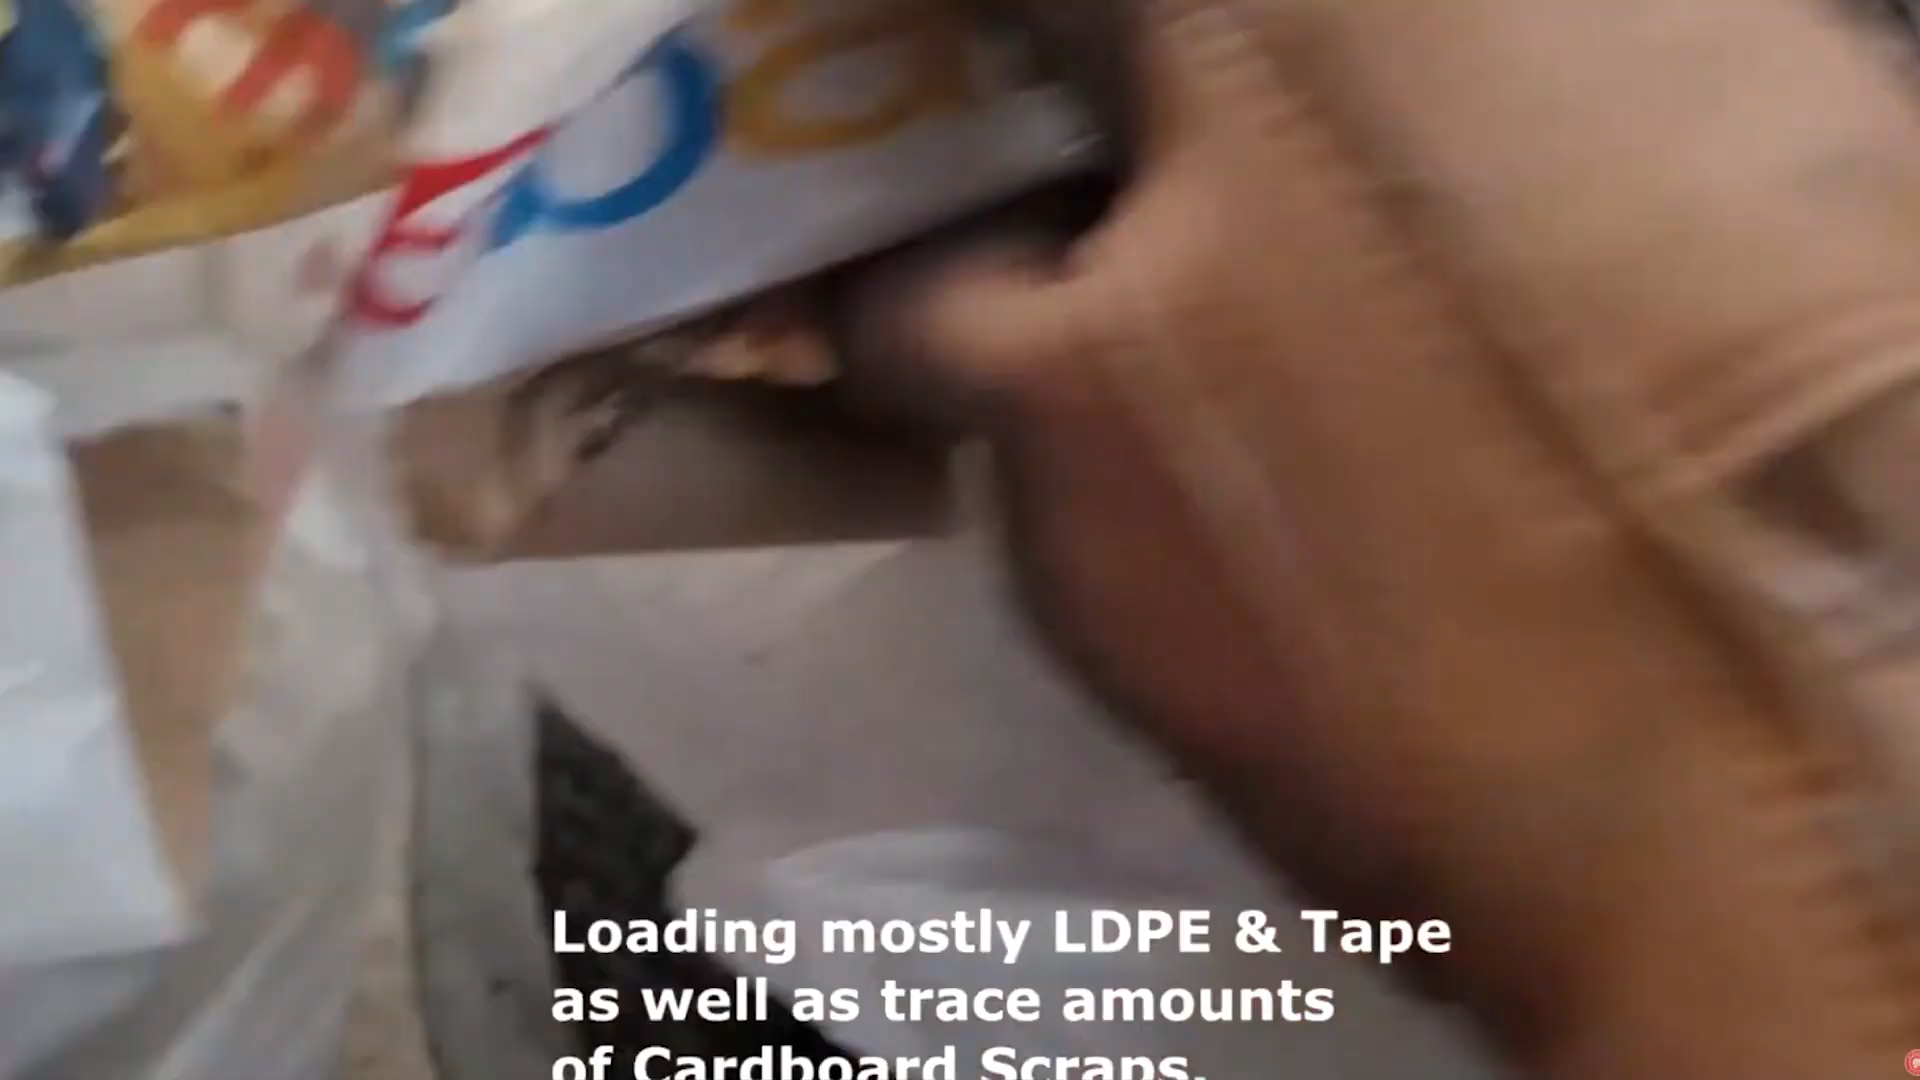 Loading mostly LDPE & Tape
as well as trace amounts
of Cardboard Scraps.